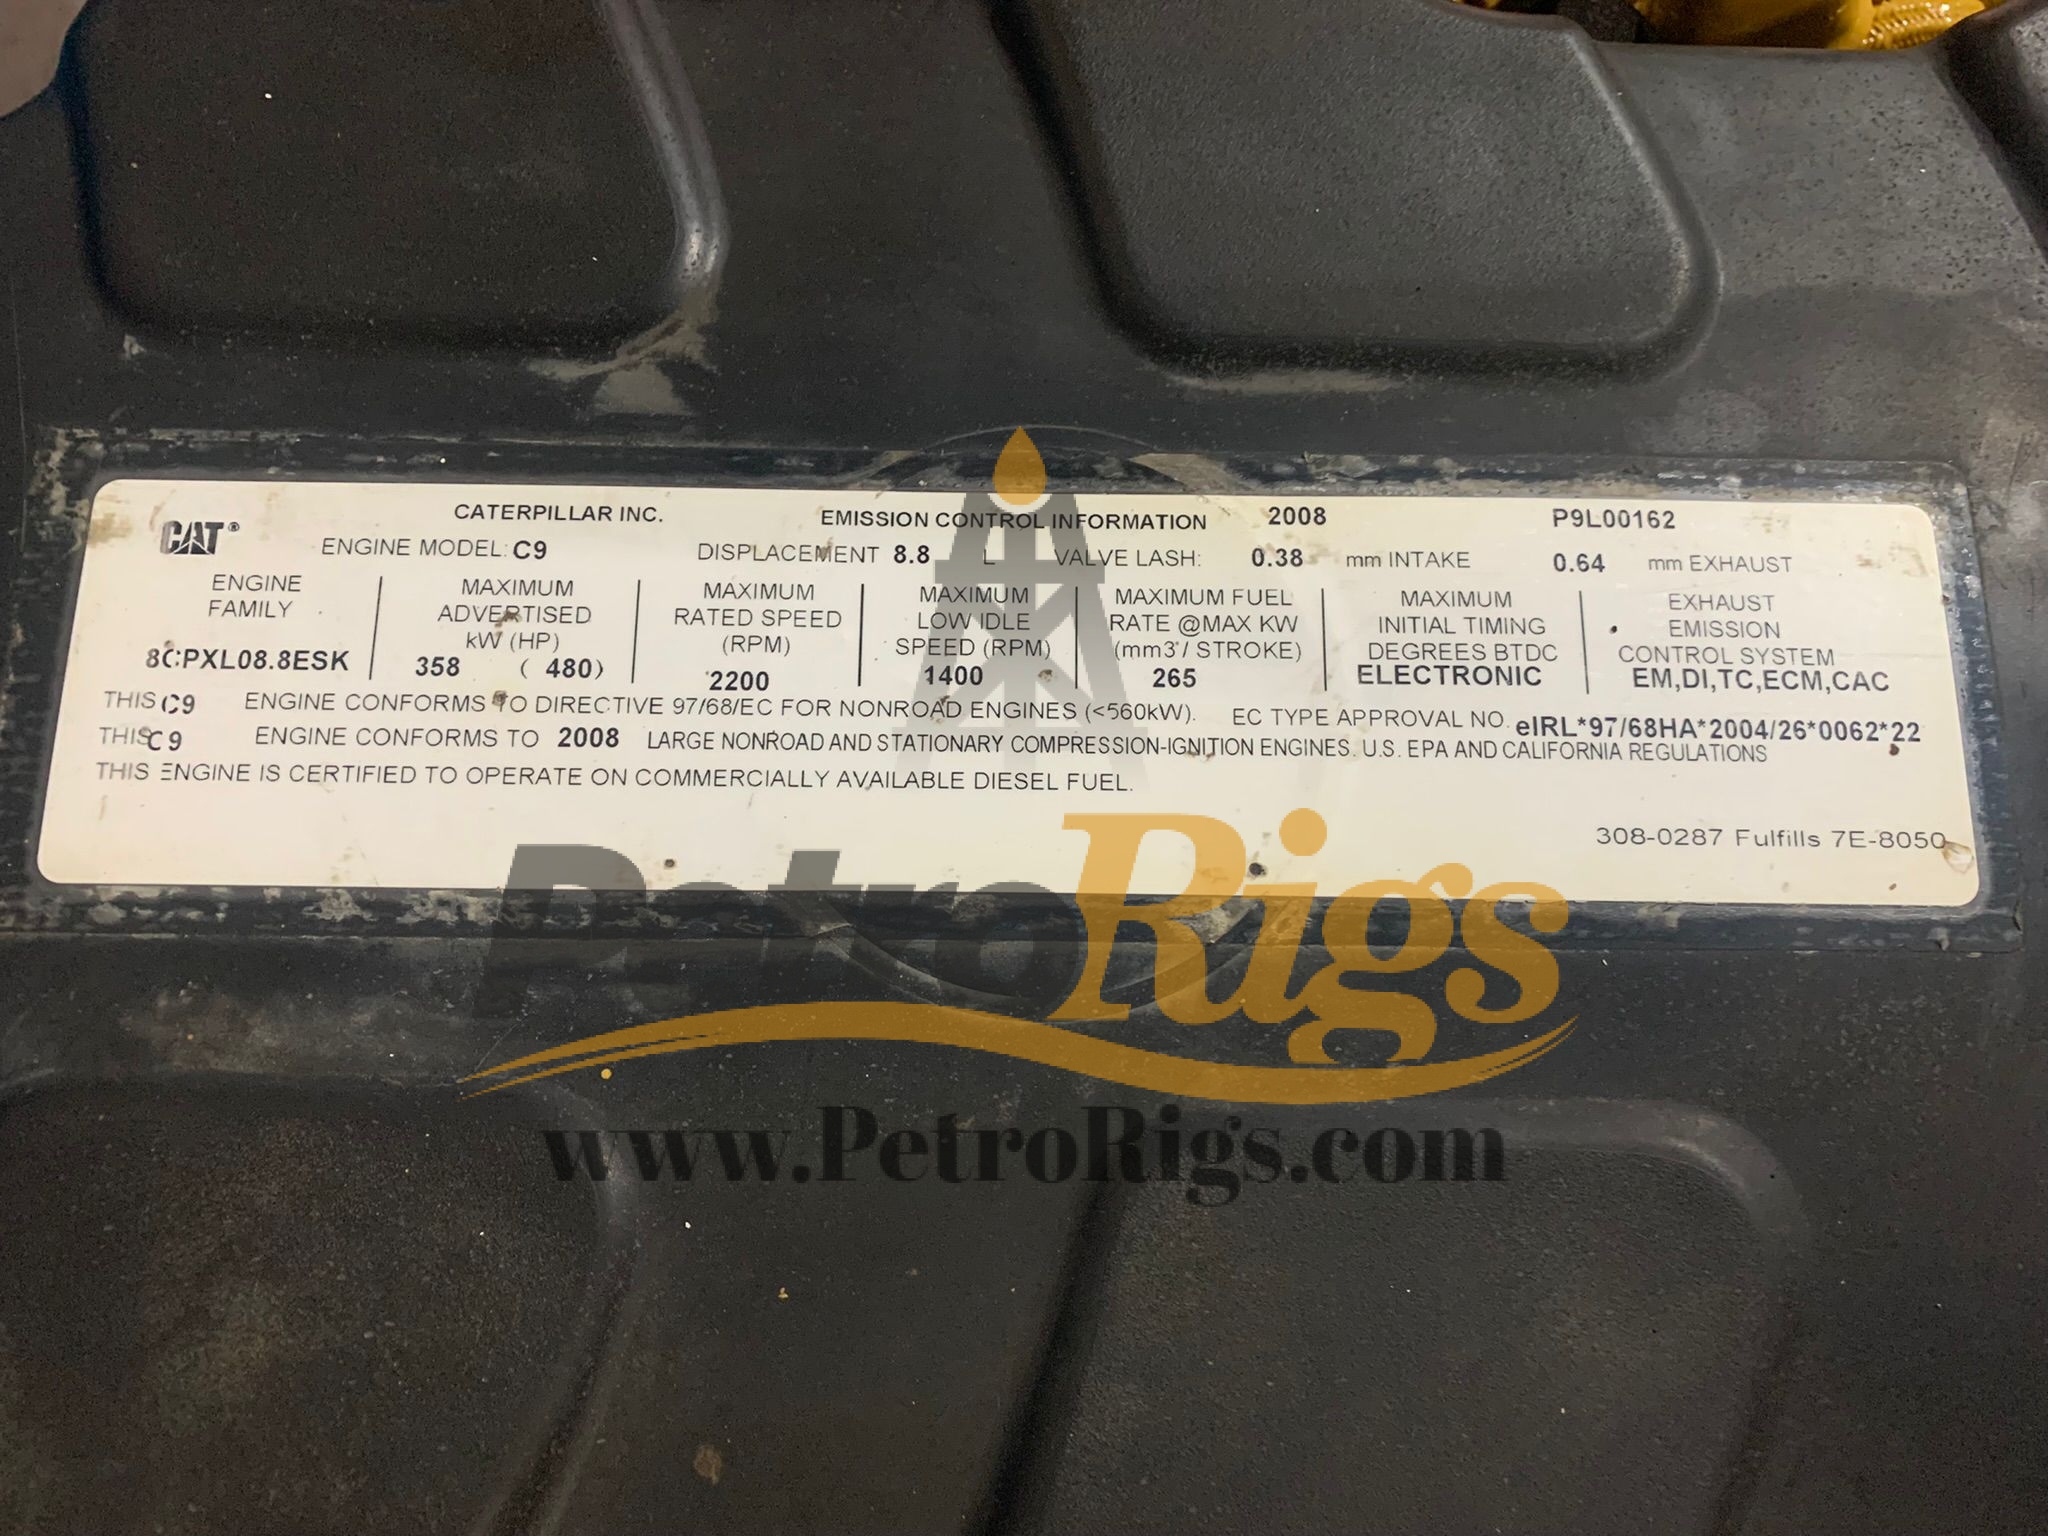 CATERPILLAR INC. EMISSION CONTROL INFORMATION 2008 P9L00162
CAT® ENGINE MODEL: C9 DISPLACEMENT 8.8 L VALVE LASH: 0.38 mm INTAKE 0.64 mm EXHAUST
ENGINE FAMILY
8CPXL08.8ESK
MAXIMUM ADVERTISED kW (HP)
358 ( 480)
MAXIMUM RATED SPEED (RPM)
2200
MAXIMUM LOW IDLE SPEED (RPM)
1400
MAXIMUM FUEL RATE @MAX KW (mm3 / STROKE)
265
MAXIMUM INITIAL TIMING DEGREES BTDC
ELECTRONIC
EXHAUST EMISSION CONTROL SYSTEM
EM,DI,TC,ECM,CAC
THIS C9 ENGINE CONFORMS TO DIRECTIVE 97/68/EC FOR NONROAD ENGINES (<560kW). EC TYPE APPROVAL NO. eIRL*97/68HA*2004/26*0062*22
THIS C9 ENGINE CONFORMS TO 2008 LARGE NONROAD AND STATIONARY COMPRESSION-IGNITION ENGINES. U.S. EPA AND CALIFORNIA REGULATIONS
THIS ENGINE IS CERTIFIED TO OPERATE ON COMMERCIALLY AVAILABLE DIESEL FUEL.
308-0287 Fulfills 7E-8050
PetroRigs
www.PetroRigs.com